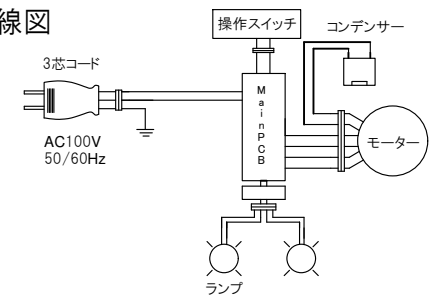 線図
操作スイッチ
コンデンサー
3芯コード
MainPCB
モーター
AC100V
50/60Hz
ランプ